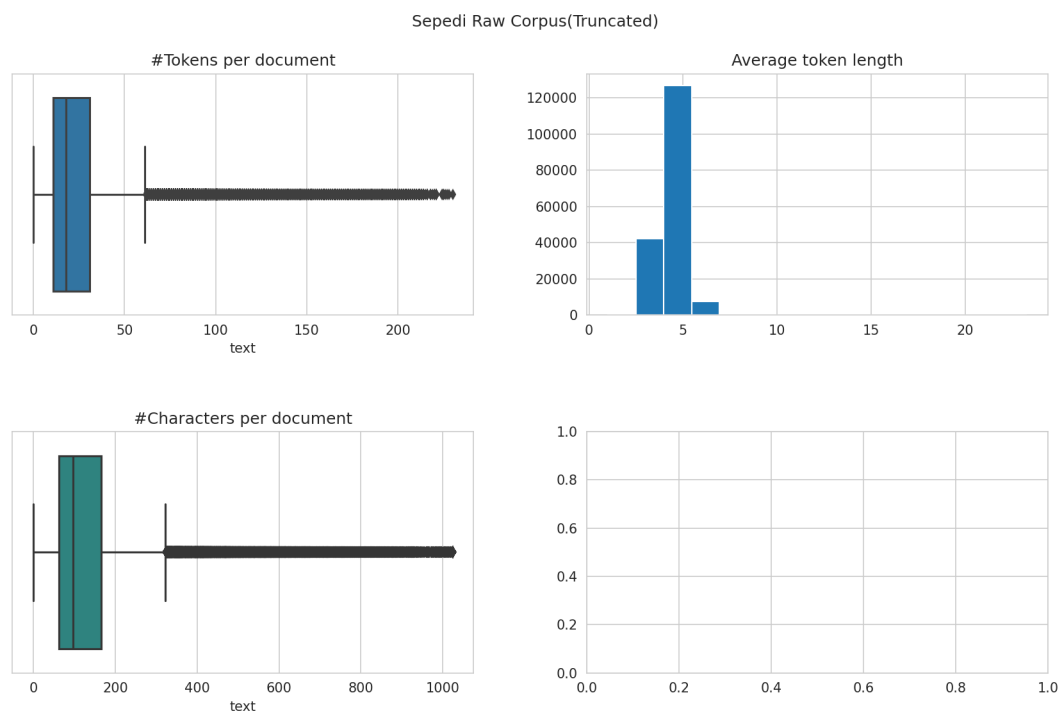 Sepedi Raw Corpus(Truncated)
#Tokens per document
0 50 100 150 200
text
Average token length
120000
100000
80000
60000
40000
20000
0
0 5 10 15 20
#Characters per document
0 200 400 600 800 1000
text
1.0
0.8
0.6
0.4
0.2
0.0
0.0 0.2 0.4 0.6 0.8 1.0